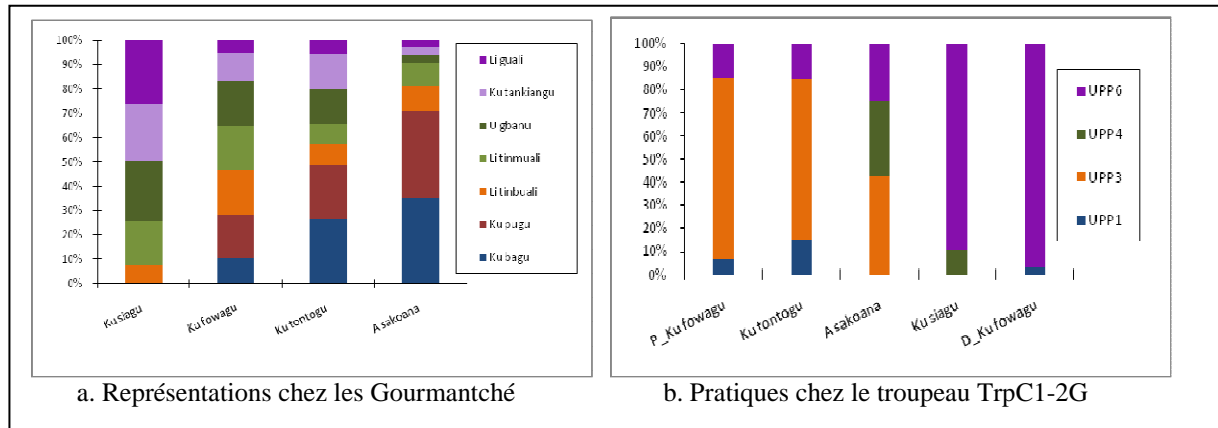 100%
90%
80%
70%
60%
50%
40%
30%
20%
10%
0%
Kusiagu
Kufowagu
Kutontogu
Asakoana
Liguali
Kutankiangu
Uigbanu
Litinmuali
Litinbuali
Kupugu
Kubagu
a. Représentations chez les Gourmantché
100%
90%
80%
70%
60%
50%
40%
30%
20%
10%
0%
P_Kufowagu
Kutontogu
Asakoana
Kusiagu
D_Kufowagu
UPP6
UPP4
UPP3
UPP1
b. Pratiques chez le troupeau TrpC1-2G